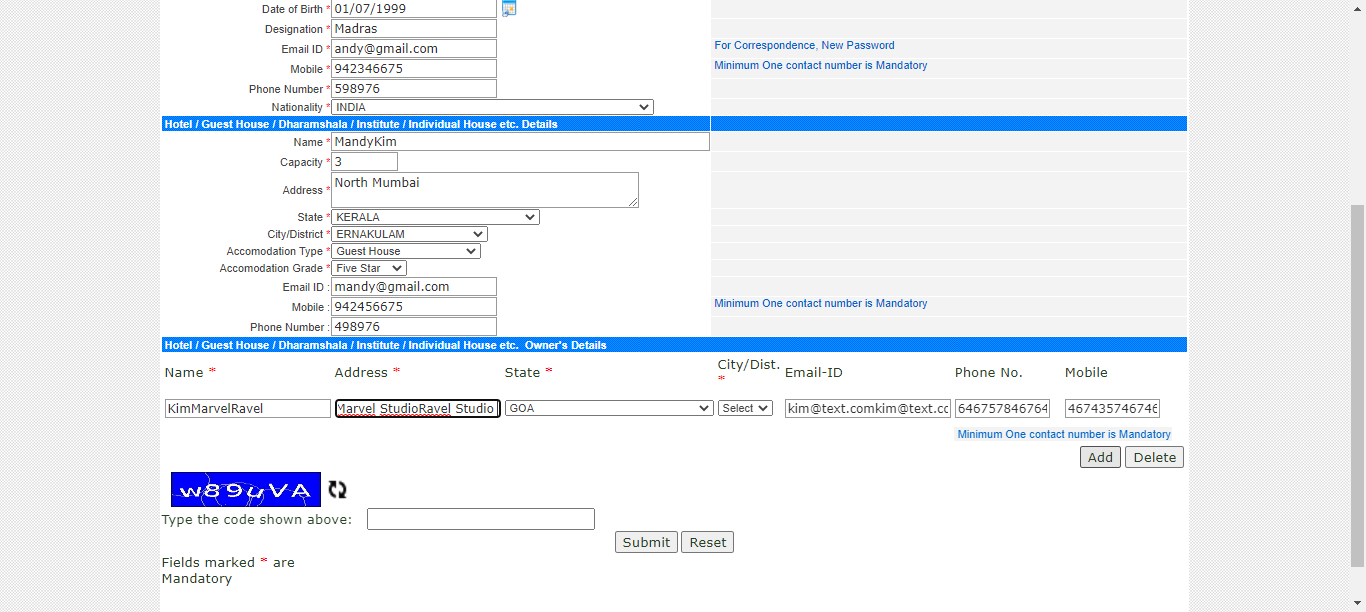 Date of Birth * 01/07/1999
Designation * Madras
Email ID * andy@gmail.com For Correspondence, New Password
Mobile * 942346675 Minimum One contact number is Mandatory
Phone Number * 598976
Nationality * INDIA
Hotel / Guest House / Dharamshala / Institute / Individual House etc. Details
Name * MandyKim
Capacity * 3
Address * North Mumbai
State * KERALA
City/District * ERNAKULAM
Accomodation Type * Guest House
Accomodation Grade * Five Star
Email ID : mandy@gmail.com
Mobile : 942456675 Minimum One contact number is Mandatory
Phone Number : 498976
Hotel / Guest House / Dharamshala / Institute / Individual House etc. Owner's Details
Name * Address * State * City/Dist. * Email-ID Phone No. Mobile
KimMarvelRavel Marvel StudioRavel Studio GOA Select kim@text.comkim@text.cc 646757846764 467435746746
Minimum One contact number is Mandatory
Add Delete
w89uVA
Type the code shown above:
Submit Reset
Fields marked * are
Mandatory